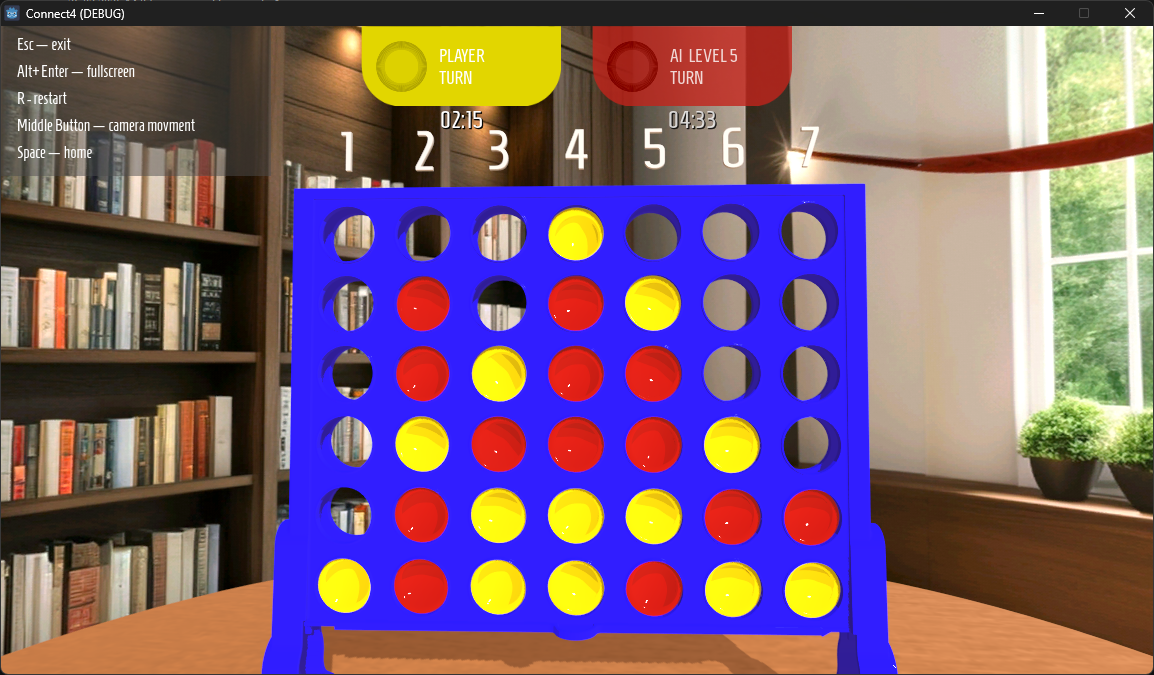 Connect4 (DEBUG)
Esc — exit
Alt+Enter — fullscreen
R - restart
Middle Button — camera movment
Space — home
PLAYER
TURN
02:15
AI LEVEL 5
TURN
04:33
1 2 3 4 5 6 7